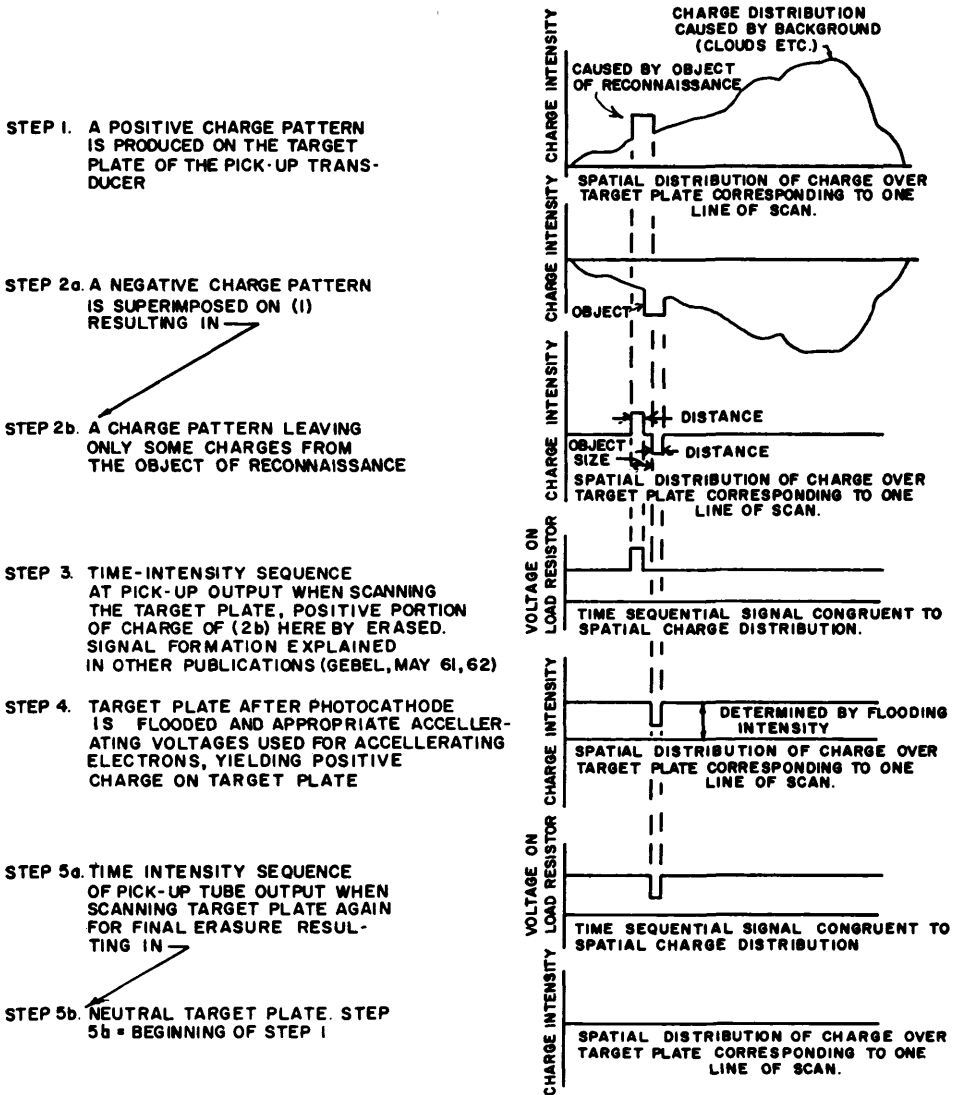 CHARGE DISTRIBUTION
CAUSED BY BACKGROUND
(CLOUDS ETC.)
CAUSED BY OBJECT
OF RECONNAISSANCE
CHARGE INTENSITY
STEP 1. A POSITIVE CHARGE PATTERN
IS PRODUCED ON THE TARGET
PLATE OF THE PICK-UP TRANS-
DUCER
SPATIAL DISTRIBUTION OF CHARGE OVER
TARGET PLATE CORRESPONDING TO ONE
LINE OF SCAN.
CHARGE INTENSITY
STEP 2a. A NEGATIVE CHARGE PATTERN
IS SUPERIMPOSED ON (1)
RESULTING IN
OBJECT
CHARGE INTENSITY
STEP 2b. A CHARGE PATTERN LEAVING
ONLY SOME CHARGES FROM
THE OBJECT OF RECONNAISSANCE
DISTANCE
OBJECT
SIZE
DISTANCE
SPATIAL DISTRIBUTION OF CHARGE OVER
TARGET PLATE CORRESPONDING TO ONE
LINE OF SCAN.
VOLTAGE ON
LOAD RESISTOR
STEP 3. TIME-INTENSITY SEQUENCE
AT PICK-UP OUTPUT WHEN SCANNING
THE TARGET PLATE, POSITIVE PORTION
OF CHARGE OF (2b) HERE BY ERASED.
SIGNAL FORMATION EXPLAINED
IN OTHER PUBLICATIONS (GEBEL, MAY 61, 62)
TIME SEQUENTIAL SIGNAL CONGRUENT TO
SPATIAL CHARGE DISTRIBUTION.
CHARGE INTENSITY
STEP 4. TARGET PLATE AFTER PHOTOCATHODE
IS FLOODED AND APPROPRIATE ACCELLER-
ATING VOLTAGES USED FOR ACCELLERATING
ELECTRONS, YIELDING POSITIVE
CHARGE ON TARGET PLATE
DETERMINED BY FLOODING
INTENSITY
SPATIAL DISTRIBUTION OF CHARGE OVER
TARGET PLATE CORRESPONDING TO ONE
LINE OF SCAN.
VOLTAGE ON
LOAD RESISTOR
STEP 5a. TIME INTENSITY SEQUENCE
OF PICK-UP TUBE OUTPUT WHEN
SCANNING TARGET PLATE AGAIN
FOR FINAL ERASURE RESUL-
TING IN
TIME SEQUENTIAL SIGNAL CONGRUENT TO
SPATIAL CHARGE DISTRIBUTION
CHARGE INTENSITY
STEP 5b. NEUTRAL TARGET PLATE. STEP
5b = BEGINNING OF STEP 1
SPATIAL DISTRIBUTION OF CHARGE OVER
TARGET PLATE CORRESPONDING TO ONE
LINE OF SCAN.